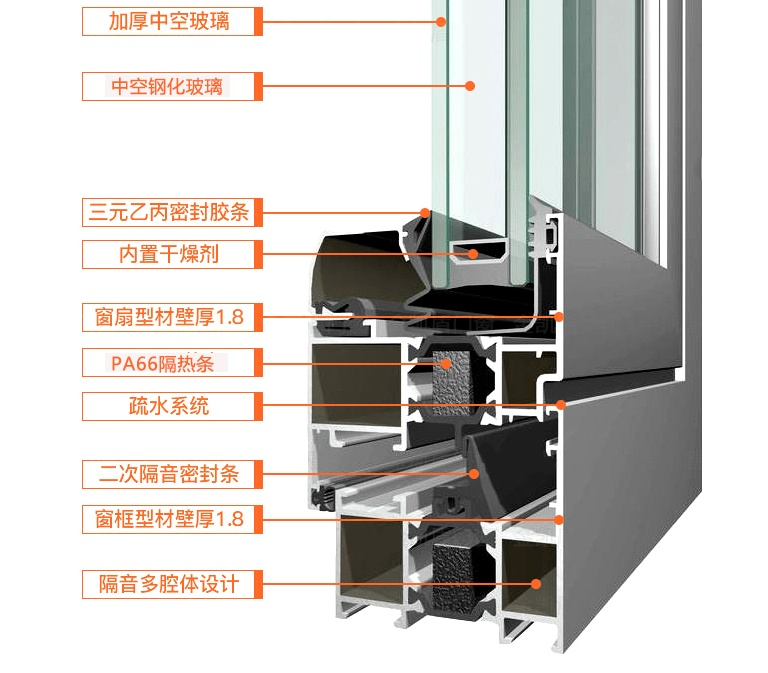 加厚中空玻璃
中空钢化玻璃
三元乙丙密封胶条
内置干燥剂
窗扇型材壁厚1.8
PA66隔热条
疏水系统
二次隔音密封条
窗框型材壁厚1.8
隔音多腔体设计